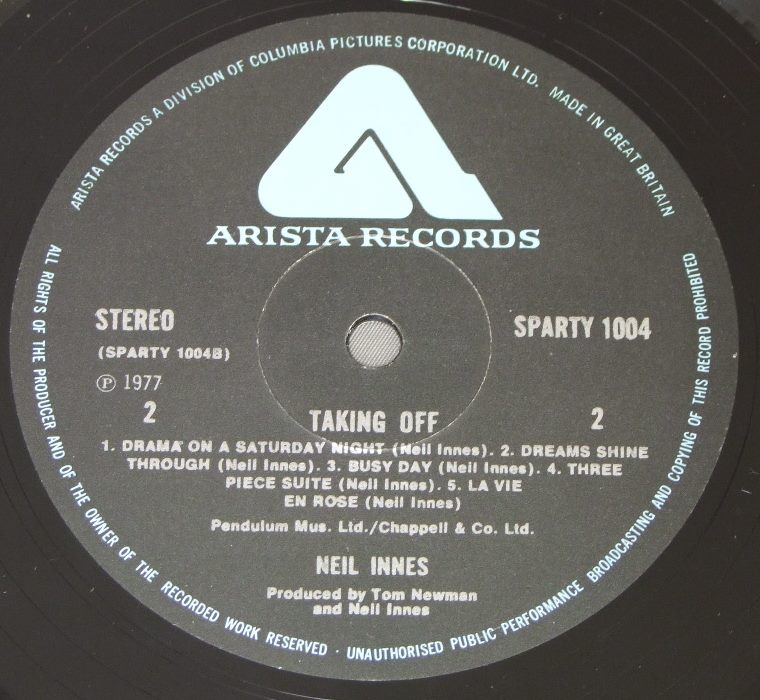 ARISTA RECORDS A DIVISION OF COLUMBIA PICTURES CORPORATION LTD. MADE IN GREAT BRITAIN
ARISTA RECORDS
STEREO
SPARTY 1004
(SPARTY 1004B)
℗ 1977
2
TAKING OFF
2
1. DRAMA ON A SATURDAY NIGHT (Neil Innes). 2. DREAMS SHINE
THROUGH (Neil Innes). 3. BUSY DAY (Neil Innes). 4. THREE
PIECE SUITE (Neil Innes). 5. LA VIE
EN ROSE (Neil Innes)
Pendulum Mus. Ltd./Chappell & Co. Ltd.
NEIL INNES
Produced by Tom Newman
and Neil Innes
ALL RIGHTS OF THE PRODUCER AND OF THE OWNER OF THE RECORDED WORK RESERVED · UNAUTHORISED PUBLIC PERFORMANCE BROADCASTING AND COPYING OF THIS RECORD PROHIBITED